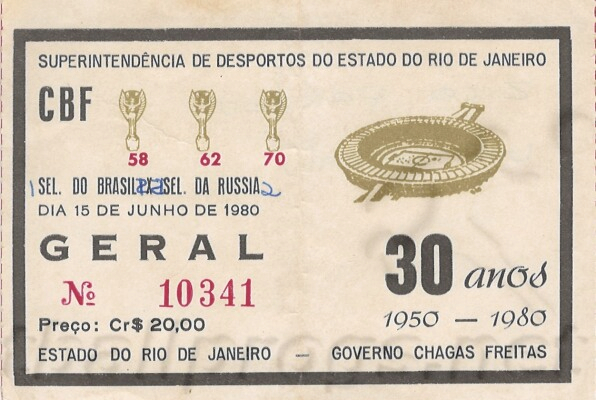 SUPERINTENDÊNCIA DE DESPORTOS DO ESTADO DO RIO DE JANEIRO
CBF
58 62 70
1 SEL. DO BRASIL X SEL. DA RUSSIA 2
DIA 15 DE JUNHO DE 1980
GERAL
Nº 10341
Preço: Cr$ 20,00
30 anos
1950 — 1980
ESTADO DO RIO DE JANEIRO — GOVERNO CHAGAS FREITAS